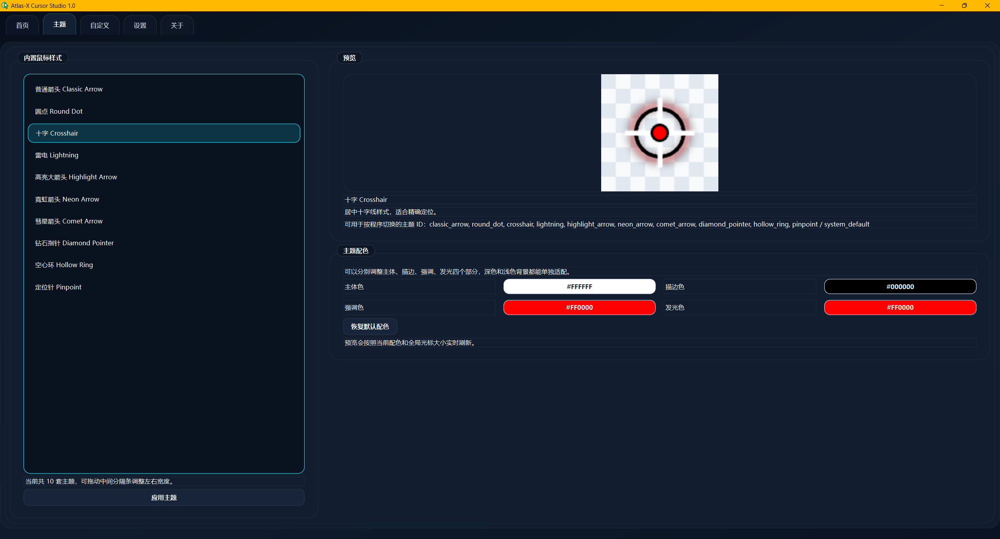 Atlas-X Cursor Studio 1.0
首页 主题 自定义 设置 关于
内置鼠标样式
普通箭头 Classic Arrow
圆点 Round Dot
十字 Crosshair
雷电 Lightning
高亮大箭头 Highlight Arrow
霓虹箭头 Neon Arrow
彗星箭头 Comet Arrow
钻石指针 Diamond Pointer
空心环 Hollow Ring
定位针 Pinpoint
当前共 10 套主题，可拖动中间分隔条调整左右宽度。
应用主题
预览
十字 Crosshair
居中十字线样式，适合精确定位。
可用于按程序切换的主题 ID：classic_arrow, round_dot, crosshair, lightning, highlight_arrow, neon_arrow, comet_arrow, diamond_pointer, hollow_ring, pinpoint / system_default
主题配色
可以分别调整主体、描边、强调、发光四个部分，深色和浅色背景都能单独适配。
主体色 #FFFFFF 描边色 #000000
强调色 #FF0000 发光色 #FF0000
恢复默认配色
预览会按照当前配色和全局光标大小实时刷新。